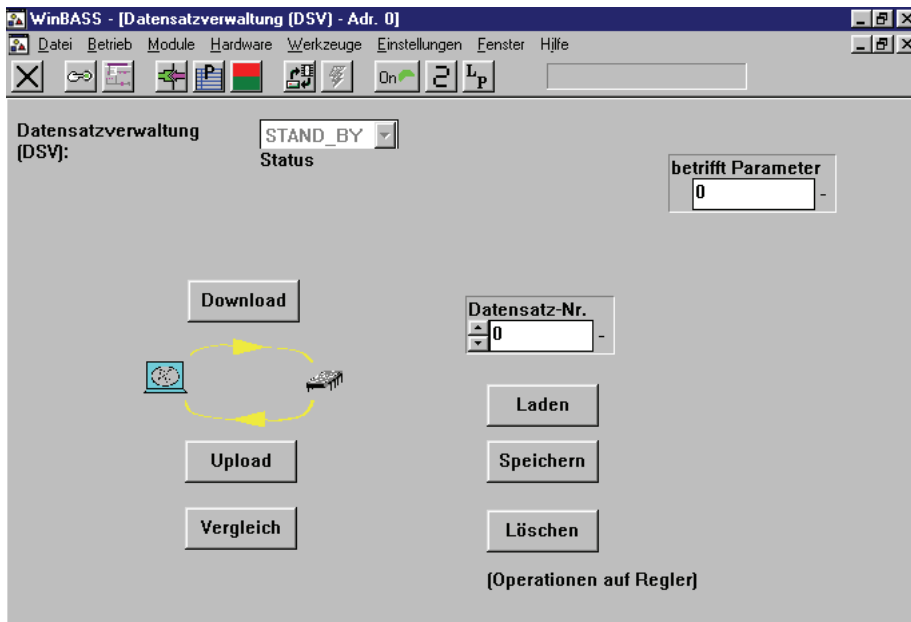 WinBASS - [Datensatzverwaltung (DSV) - Adr. 0]
Datei Betrieb Module Hardware Werkzeuge Einstellungen Fenster Hilfe
P On 2 LP
Datensatzverwaltung
(DSV):
STAND_BY
Status
betrifft Parameter
0 -
Download
Datensatz-Nr.
0 -
Laden
Upload
Speichern
Vergleich
Löschen
(Operationen auf Regler)